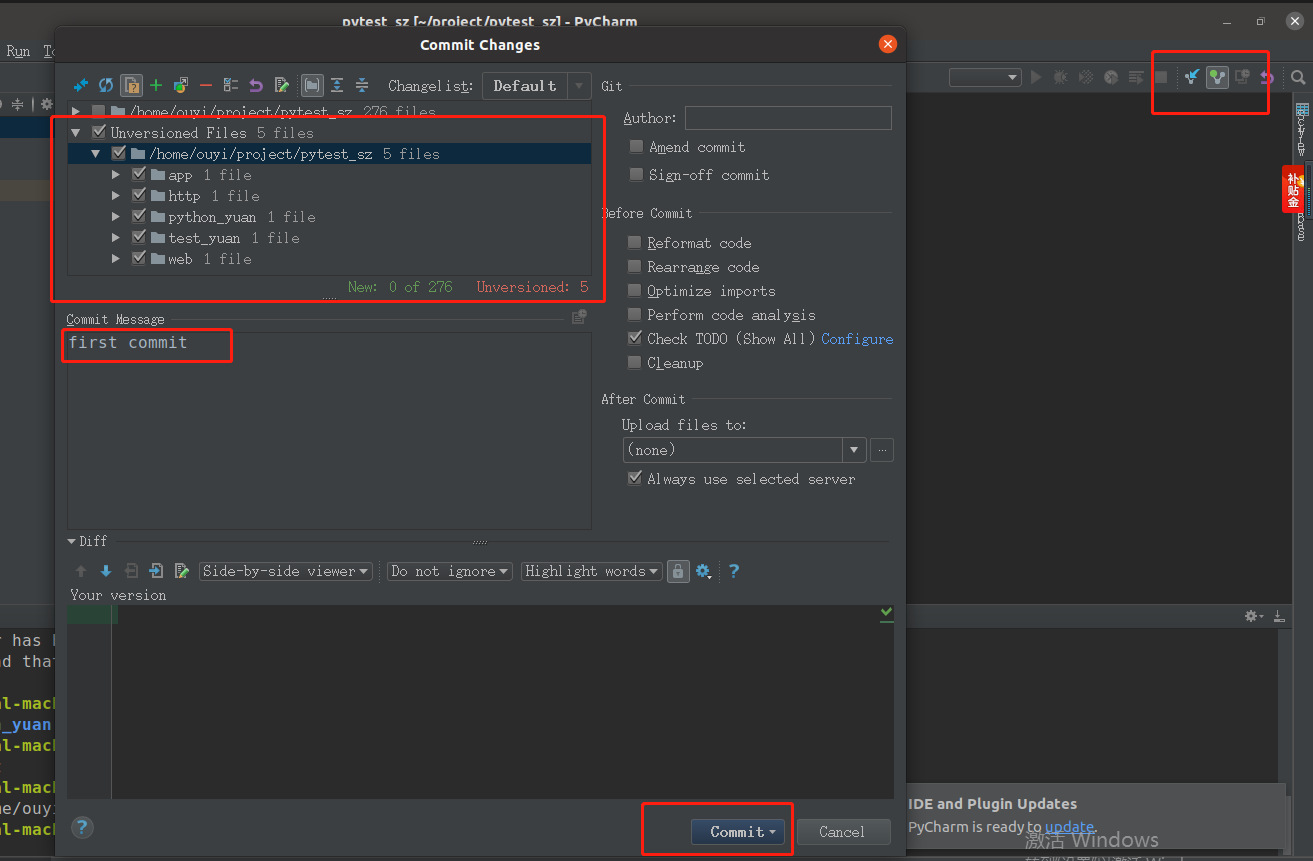 pytest_sz [~/project/pytest_sz] - PyCharm
Commit Changes
Run
Changelist: Default
Git
/home/ouyi/project/pytest_sz 276 files
Unversioned Files 5 files
/home/ouyi/project/pytest_sz 5 files
app 1 file
http 1 file
python_yuan 1 file
test_yuan 1 file
web 1 file
New: 0 of 276 Unversioned: 5
Author:
Amend commit
Sign-off commit
Before Commit
Reformat code
Rearrange code
Optimize imports
Perform code analysis
Check TODO (Show All) Configure
Cleanup
After Commit
Upload files to:
(none)
...
Always use selected server
Commit Message
first commit
Diff
Side-by-side viewer Do not ignore Highlight words ?
Your version
? Commit Cancel
has
tha
al-mac
_yuan
al-mac
al-mac
me/ouyi
al-mac
补贴金
IDE and Plugin Updates
PyCharm is ready to update.
激活 Windows